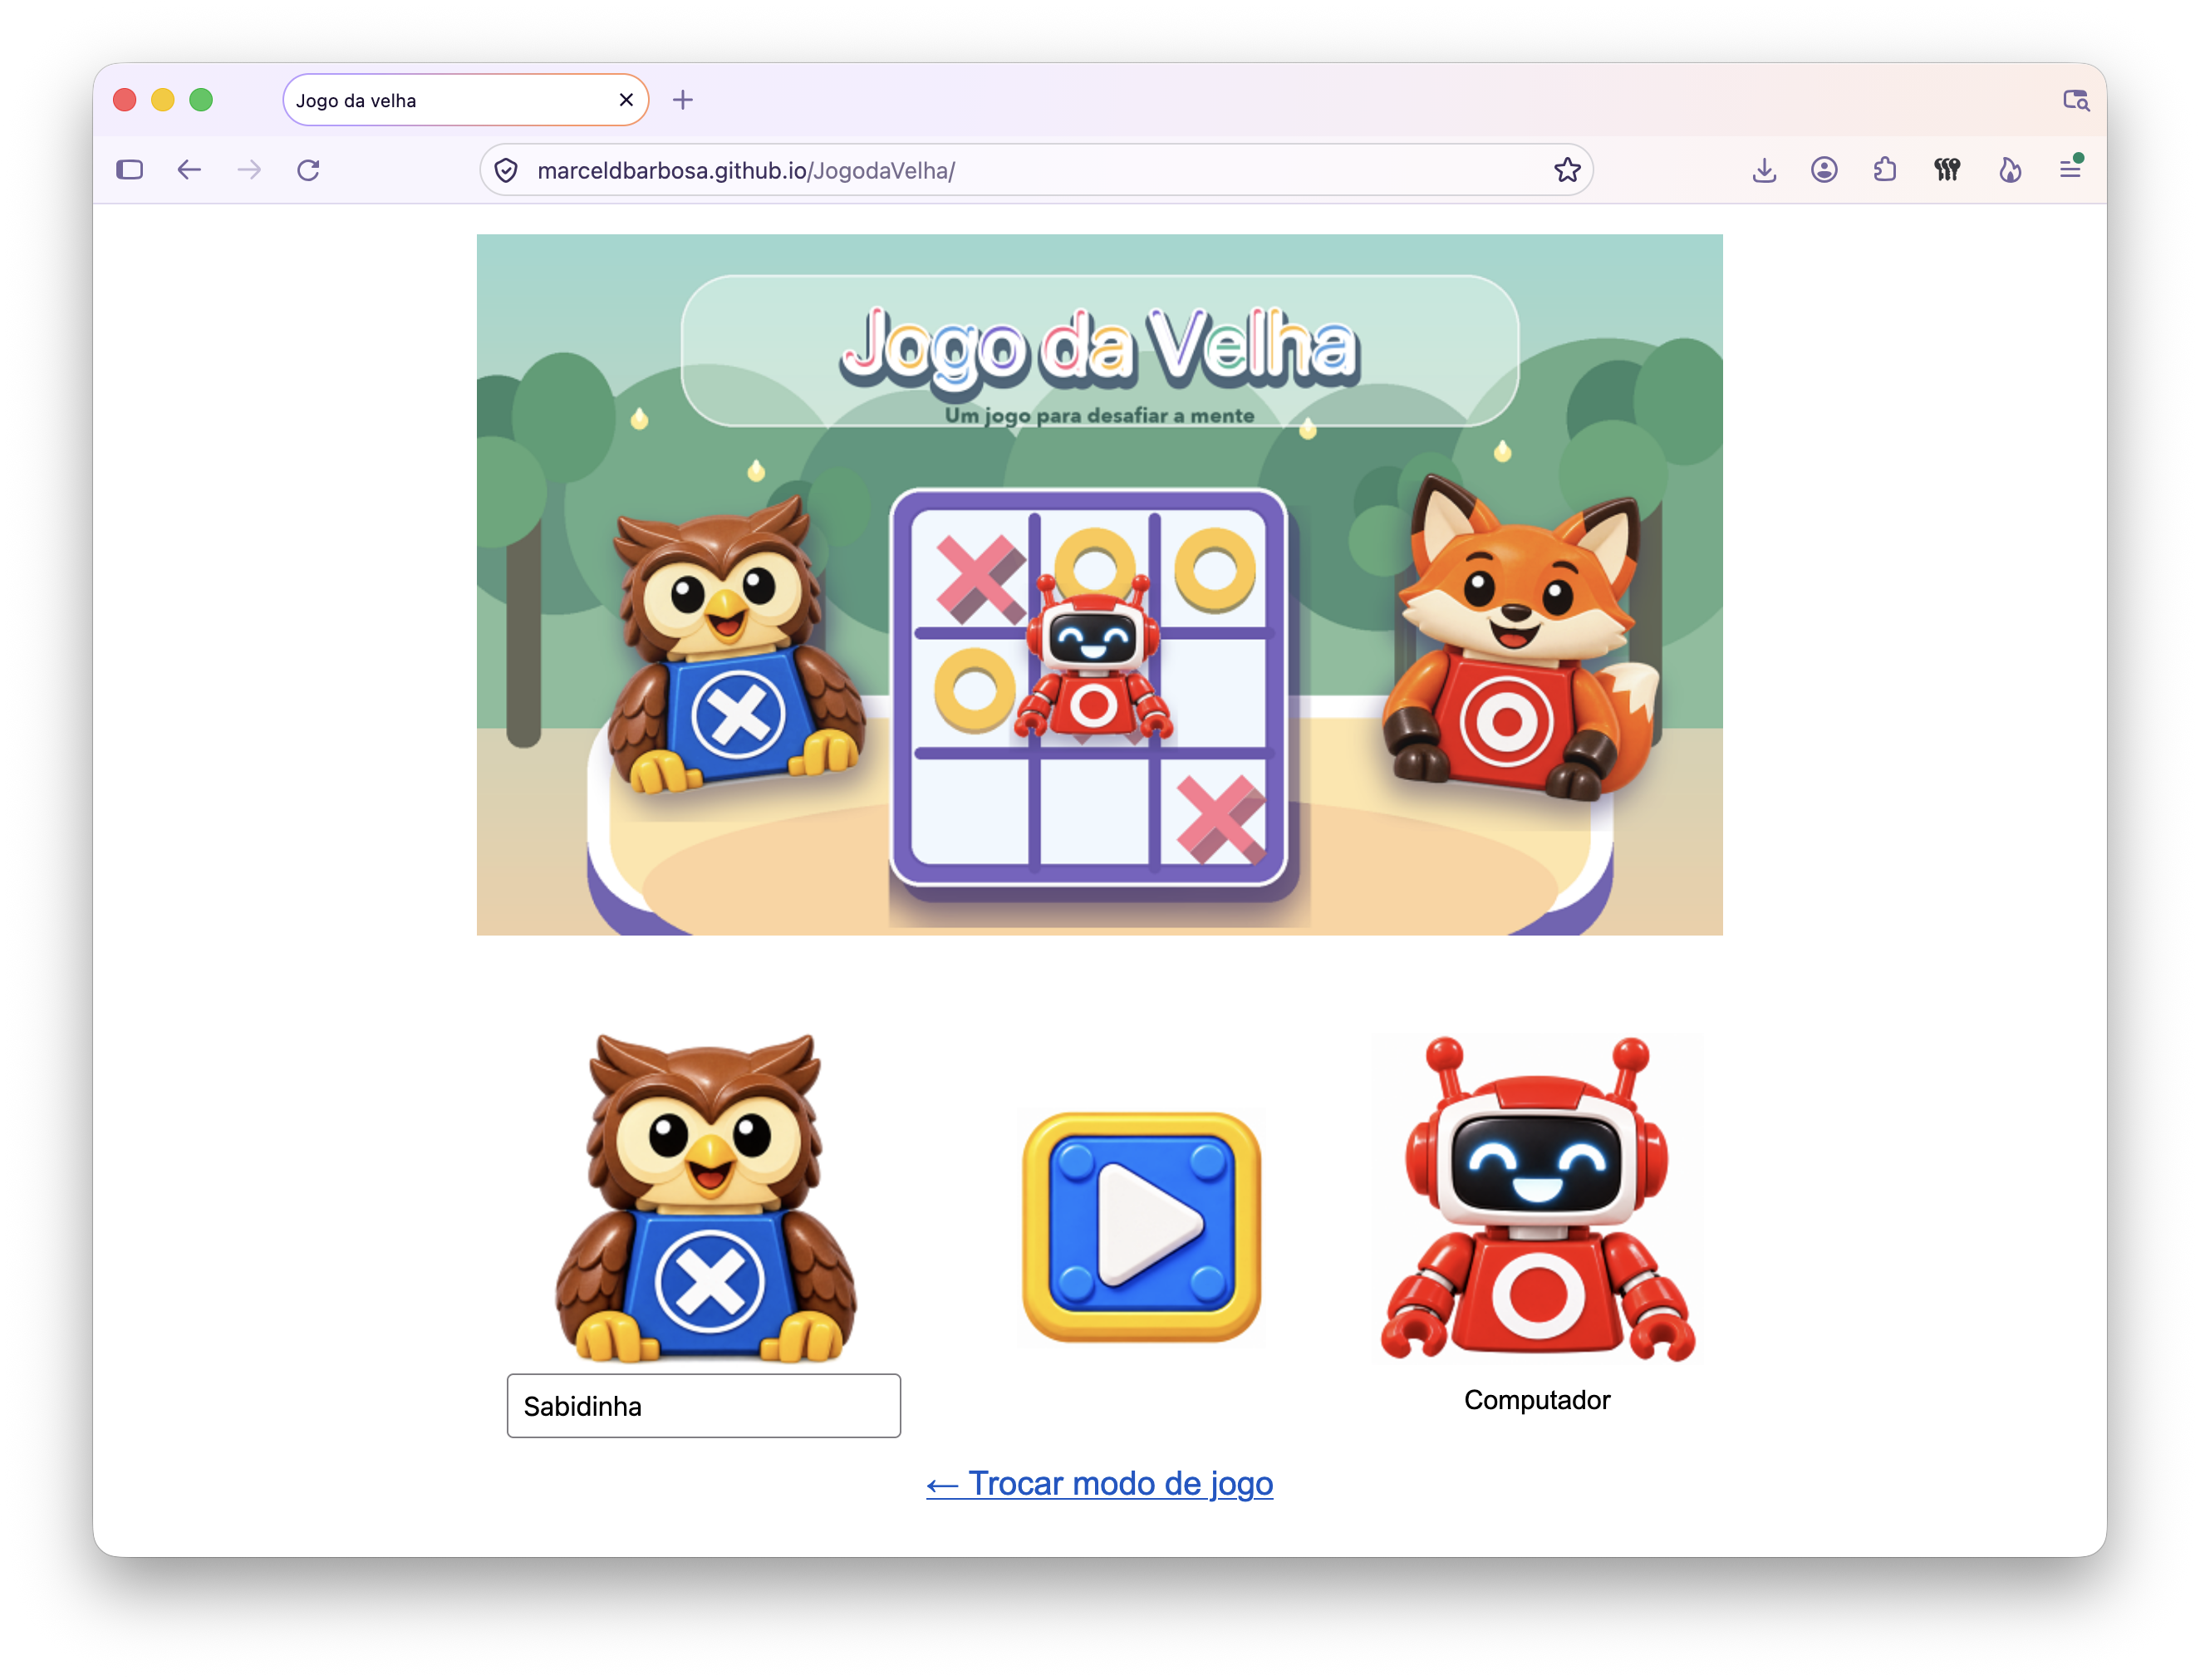 Jogo da velha
marceldbarbosa.github.io/JogodaVelha/
Jogo da Velha
Um jogo para desafiar a mente
Sabidinha
Computador
← Trocar modo de jogo